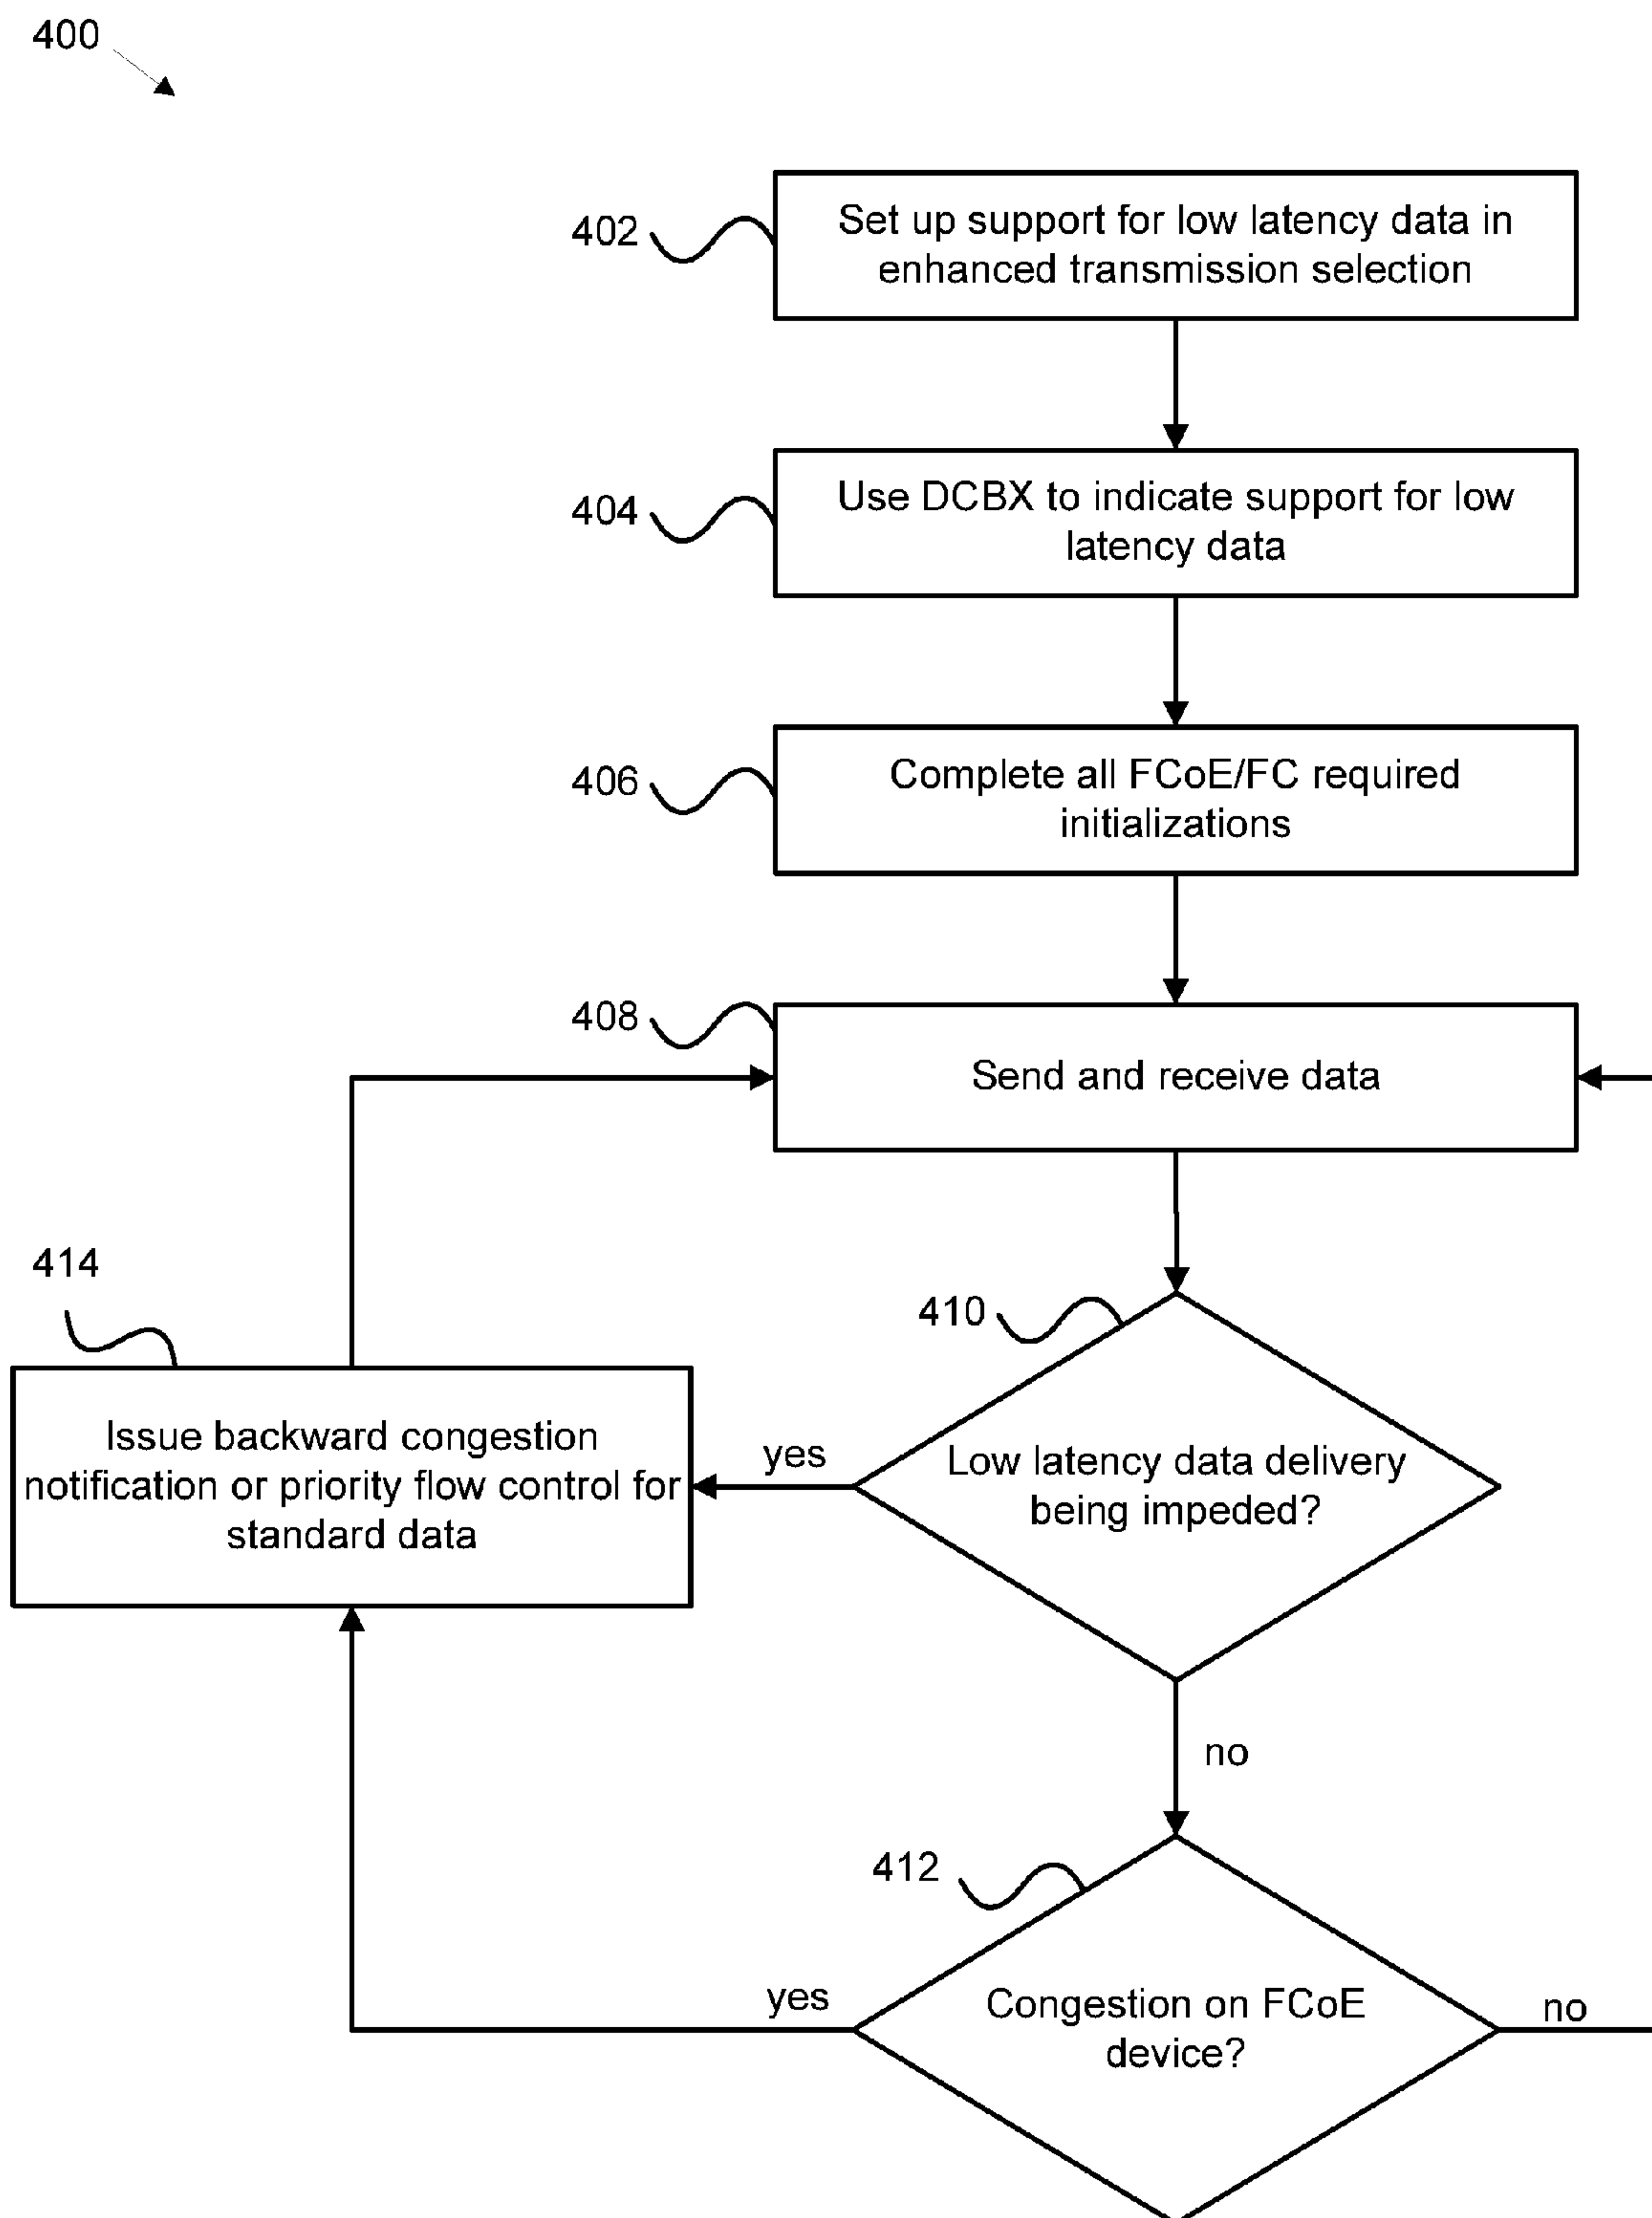 400
402
Set up support for low latency data in
enhanced transmission selection
404
Use DCBX to indicate support for low
latency data
406
Complete all FCoE/FC required
initializations
408
Send and receive data
414
410
Issue backward congestion
notification or priority flow control for
standard data
yes
Low latency data delivery
being impeded?
no
412
yes
Congestion on FCoE
device?
no